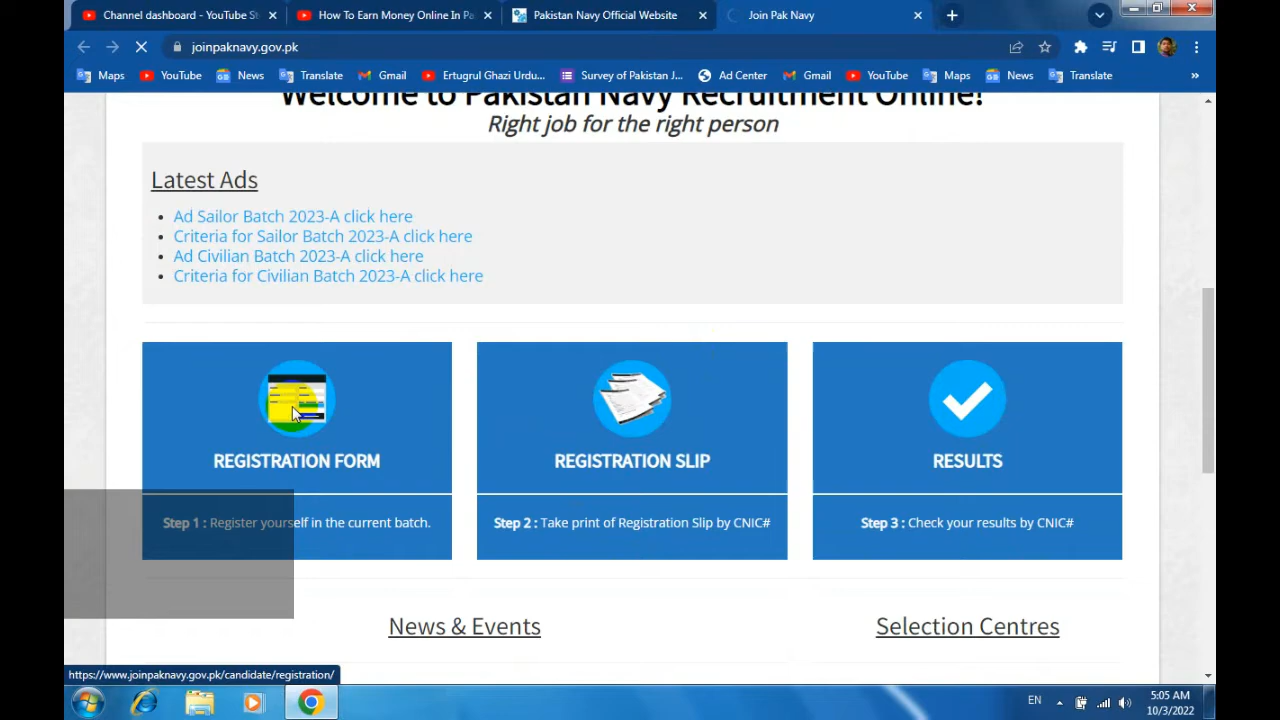 Channel dashboard - YouTube St
How To Earn Money Online In Pa
Pakistan Navy Official Website
Join Pak Navy
joinpaknavy.gov.pk
Maps
YouTube
News
Translate
Gmail
Ertugrul Ghazi Urdu...
Survey of Pakistan J...
Ad Center
Gmail
YouTube
Maps
News
Translate
»
Welcome to Pakistan Navy Recruitment Online!
Right job for the right person
Latest Ads
• Ad Sailor Batch 2023-A click here
• Criteria for Sailor Batch 2023-A click here
• Ad Civilian Batch 2023-A click here
• Criteria for Civilian Batch 2023-A click here
REGISTRATION FORM
REGISTRATION SLIP
RESULTS
Step 1 : Register yourself in the current batch.
Step 2 : Take print of Registration Slip by CNIC#
Step 3 : Check your results by CNIC#
News & Events
Selection Centres
https://www.joinpaknavy.gov.pk/candidate/registration/
EN
5:05 AM
10/3/2022